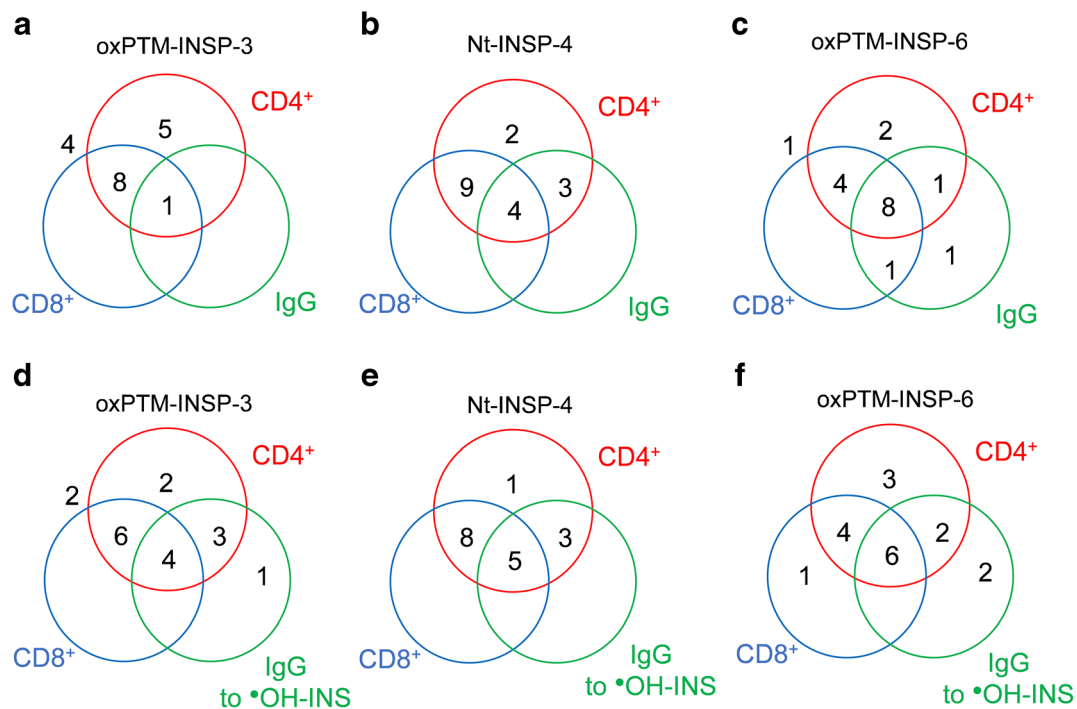 a
oxPTM-INSP-3
CD4⁺
4
5
8
1
CD8⁺
IgG
b
Nt-INSP-4
CD4⁺
2
9
3
4
CD8⁺
IgG
c
oxPTM-INSP-6
CD4⁺
1
2
4
1
8
1
1
CD8⁺
IgG
d
oxPTM-INSP-3
CD4⁺
2
2
6
3
4
1
CD8⁺
IgG
to •OH-INS
e
Nt-INSP-4
CD4⁺
1
8
3
5
CD8⁺
IgG
to •OH-INS
f
oxPTM-INSP-6
CD4⁺
3
4
2
6
1
2
CD8⁺
IgG
to •OH-INS